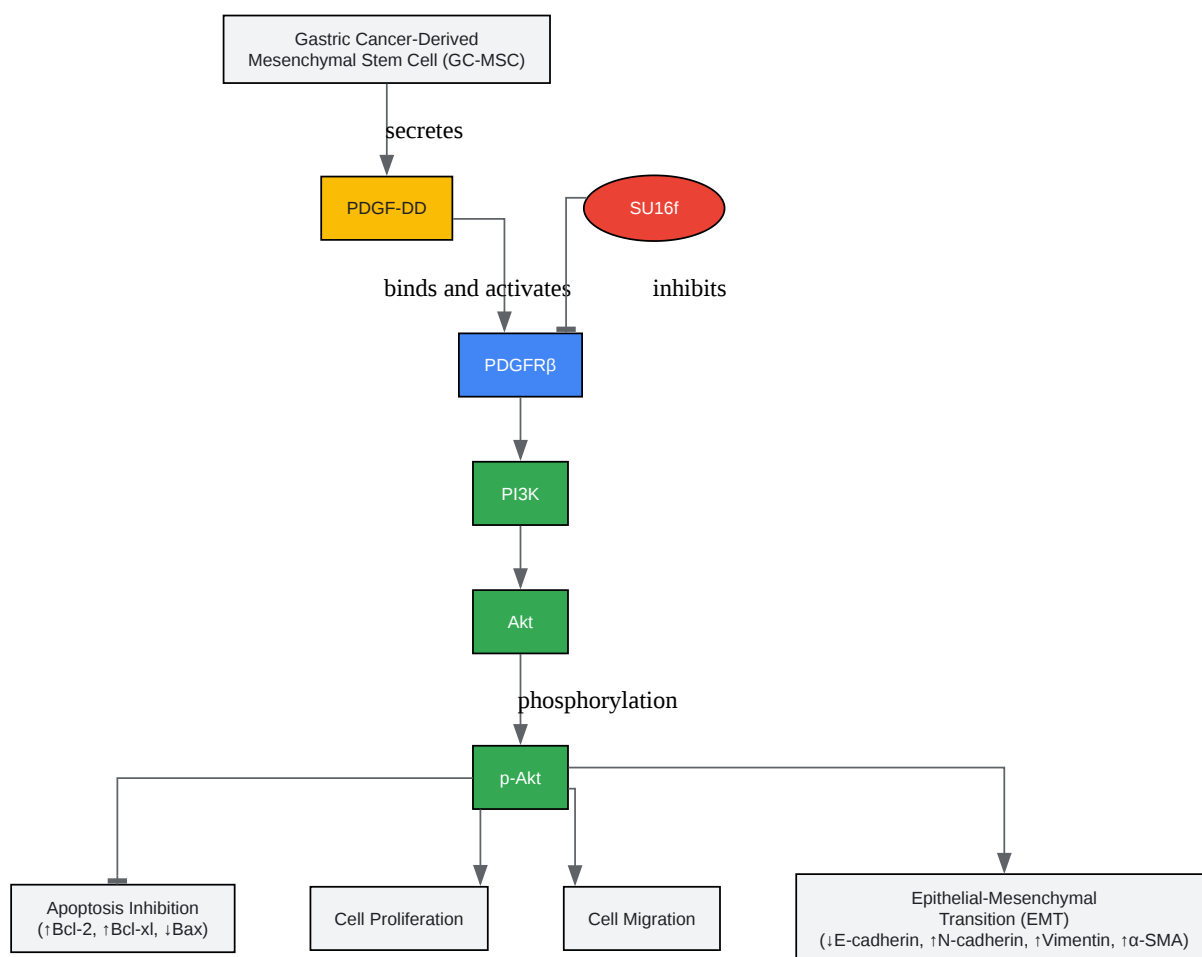 Gastric Cancer-Derived
Mesenchymal Stem Cell (GC-MSC)
secretes
PDGF-DD
SU16f
binds and activates
inhibits
PDGFRβ
PI3K
Akt
phosphorylation
p-Akt
Apoptosis Inhibition
(↑Bcl-2, ↑Bcl-xl, ↓Bax)
Cell Proliferation
Cell Migration
Epithelial-Mesenchymal
Transition (EMT)
(↓E-cadherin, ↑N-cadherin, ↑Vimentin, ↑α-SMA)